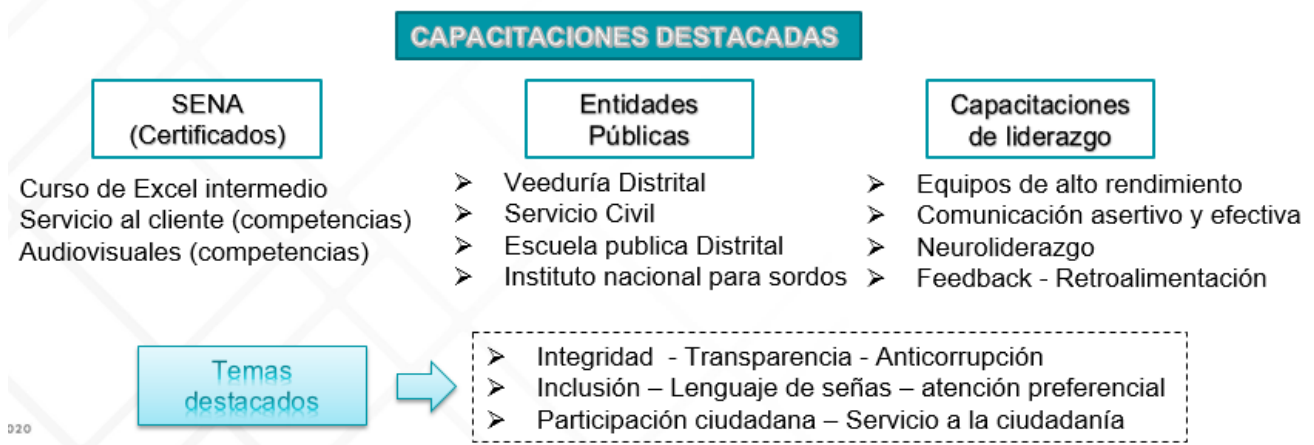 CAPACITACIONES DESTACADAS
SENA
(Certificados)
Curso de Excel intermedio
Servicio al cliente (competencias)
Audiovisuales (competencias)
Entidades
Públicas
➢ Veeduría Distrital
➢ Servicio Civil
➢ Escuela publica Distrital
➢ Instituto nacional para sordos
Capacitaciones
de liderazgo
➢ Equipos de alto rendimiento
➢ Comunicación asertivo y efectiva
➢ Neuroliderazgo
➢ Feedback - Retroalimentación
Temas
destacados
➢ Integridad - Transparencia - Anticorrupción
➢ Inclusión – Lenguaje de señas – atención preferencial
➢ Participación ciudadana – Servicio a la ciudadanía
020